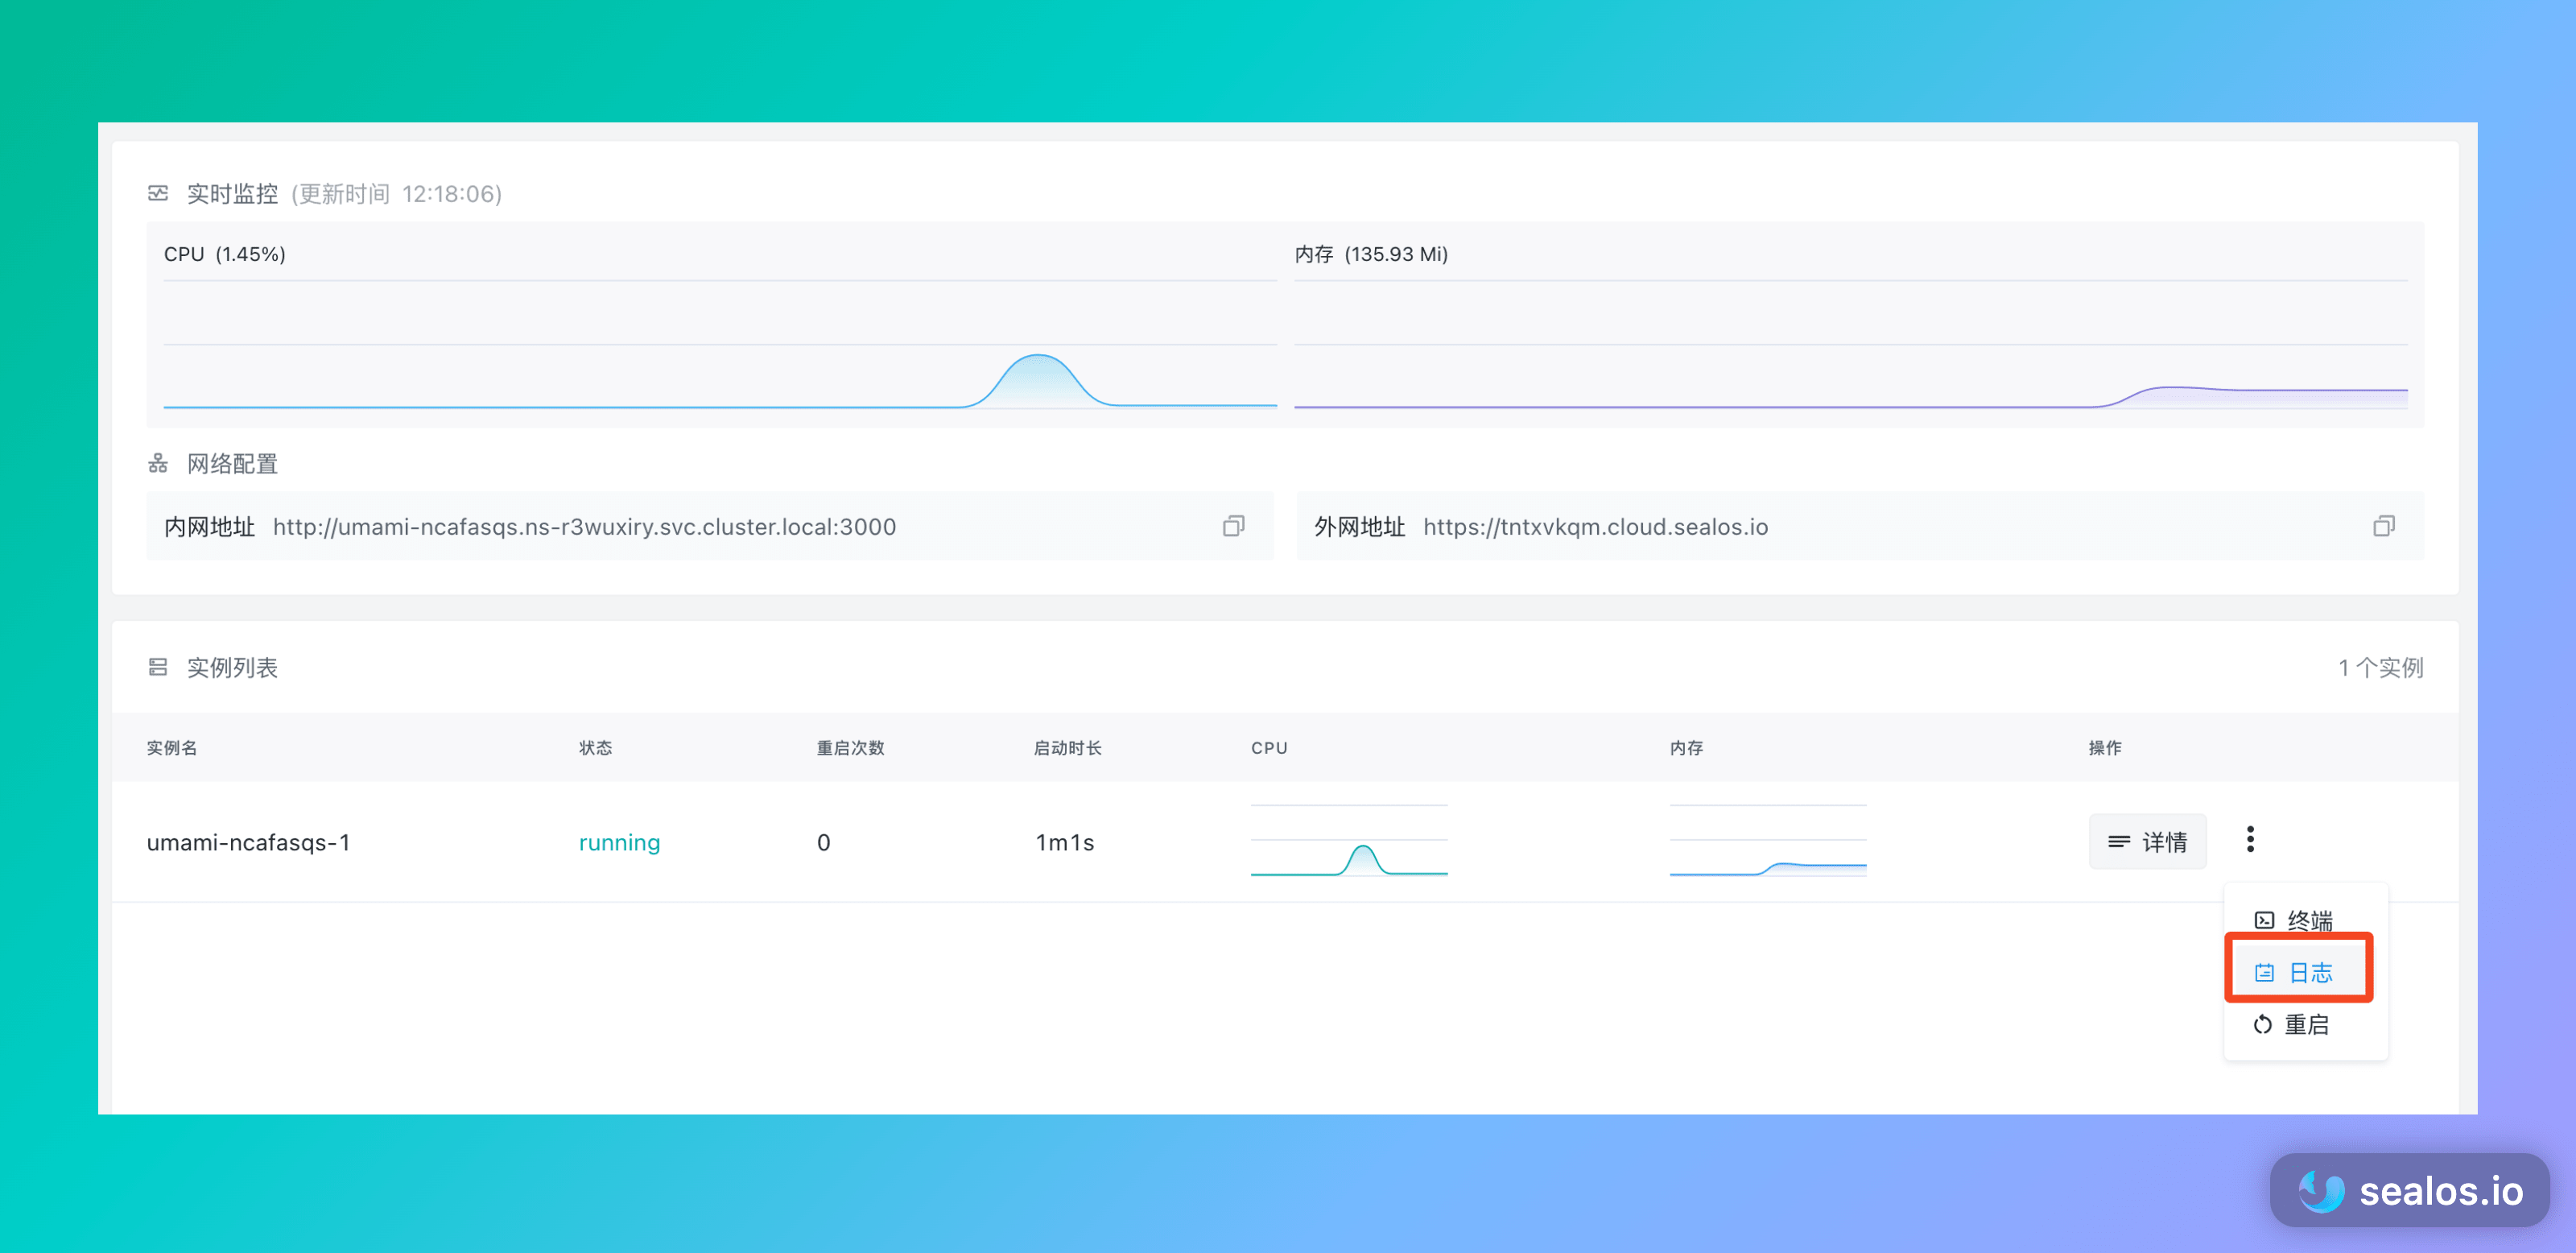 实时监控 (更新时间 12:18:06)
CPU (1.45%)
内存 (135.93 Mi)
网络配置
内网地址 http://umami-ncafasqs.ns-r3wuxiry.svc.cluster.local:3000
外网地址 https://tntxvkqm.cloud.sealos.io
实例列表
1 个实例
实例名 状态 重启次数 启动时长 CPU 内存 操作
umami-ncafasqs-1 running 0 1m1s 详情
终端
日志
重启
sealos.io